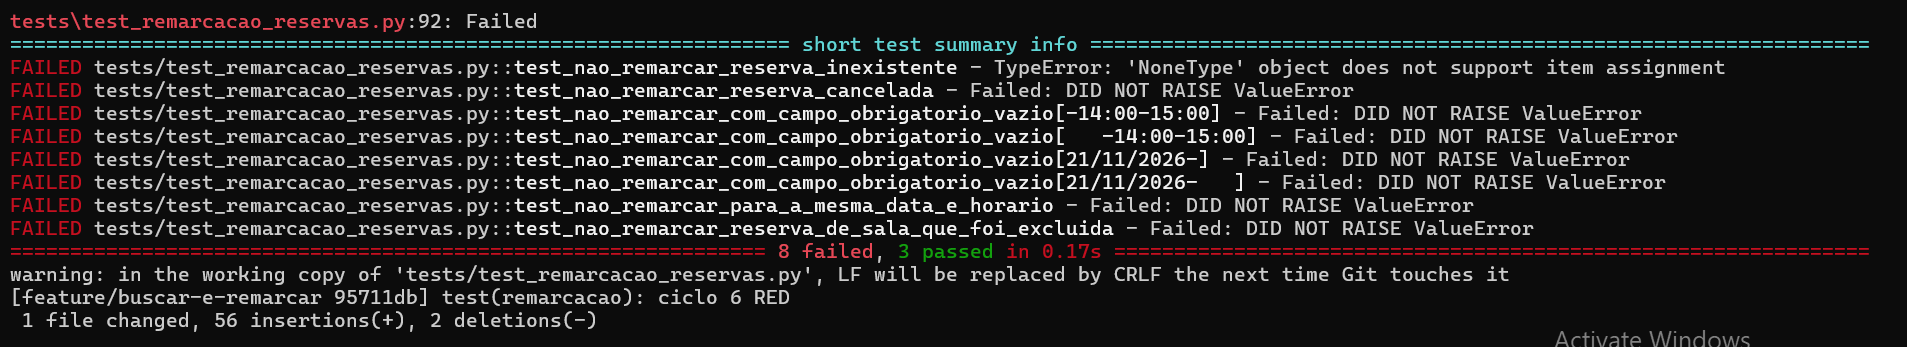 tests\test_remarcacao_reservas.py:92: Failed
================================================================= short test summary info =================================================================
FAILED tests/test_remarcacao_reservas.py::test_nao_remarcar_reserva_inexistente - TypeError: 'NoneType' object does not support item assignment
FAILED tests/test_remarcacao_reservas.py::test_nao_remarcar_reserva_cancelada - Failed: DID NOT RAISE ValueError
FAILED tests/test_remarcacao_reservas.py::test_nao_remarcar_com_campo_obrigatorio_vazio[-14:00-15:00] - Failed: DID NOT RAISE ValueError
FAILED tests/test_remarcacao_reservas.py::test_nao_remarcar_com_campo_obrigatorio_vazio[   -14:00-15:00] - Failed: DID NOT RAISE ValueError
FAILED tests/test_remarcacao_reservas.py::test_nao_remarcar_com_campo_obrigatorio_vazio[21/11/2026-] - Failed: DID NOT RAISE ValueError
FAILED tests/test_remarcacao_reservas.py::test_nao_remarcar_com_campo_obrigatorio_vazio[21/11/2026-   ] - Failed: DID NOT RAISE ValueError
FAILED tests/test_remarcacao_reservas.py::test_nao_remarcar_para_a_mesma_data_e_horario - Failed: DID NOT RAISE ValueError
FAILED tests/test_remarcacao_reservas.py::test_nao_remarcar_reserva_de_sala_que_foi_excluida - Failed: DID NOT RAISE ValueError
=============================================================== 8 failed, 3 passed in 0.17s ===============================================================
warning: in the working copy of 'tests/test_remarcacao_reservas.py', LF will be replaced by CRLF the next time Git touches it
[feature/buscar-e-remarcar 95711db] test(remarcacao): ciclo 6 RED
 1 file changed, 56 insertions(+), 2 deletions(-)
Activate Windows